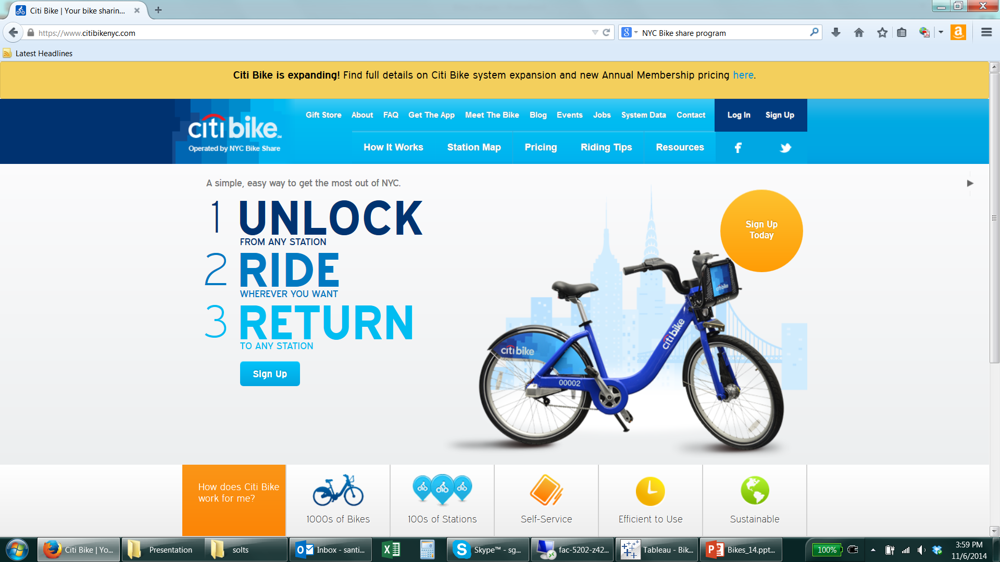 Citi Bike | Your bike sharin...
https://www.citibikenyc.com
NYC Bike share program
Latest Headlines
Citi Bike is expanding! Find full details on Citi Bike system expansion and new Annual Membership pricing here.
Gift Store About FAQ Get The App Meet The Bike Blog Events Jobs System Data Contact Log In Sign Up
citi bike
Operated by NYC Bike Share
How It Works Station Map Pricing Riding Tips Resources
A simple, easy way to get the most out of NYC.
1 UNLOCK
FROM ANY STATION
2 RIDE
WHEREVER YOU WANT
3 RETURN
TO ANY STATION
Sign Up
Sign Up
Today
citibike
citibike
citibike
00002
How does Citi Bike
work for me?
1000s of Bikes
100s of Stations
Self-Service
Efficient to Use
Sustainable
Citi Bike | Yo...
Presentation
solts
Inbox - santi...
Skype™ - sg...
fac-5202-z42...
Tableau - Bik...
Bikes_14.ppt...
100%
3:59 PM
11/6/2014